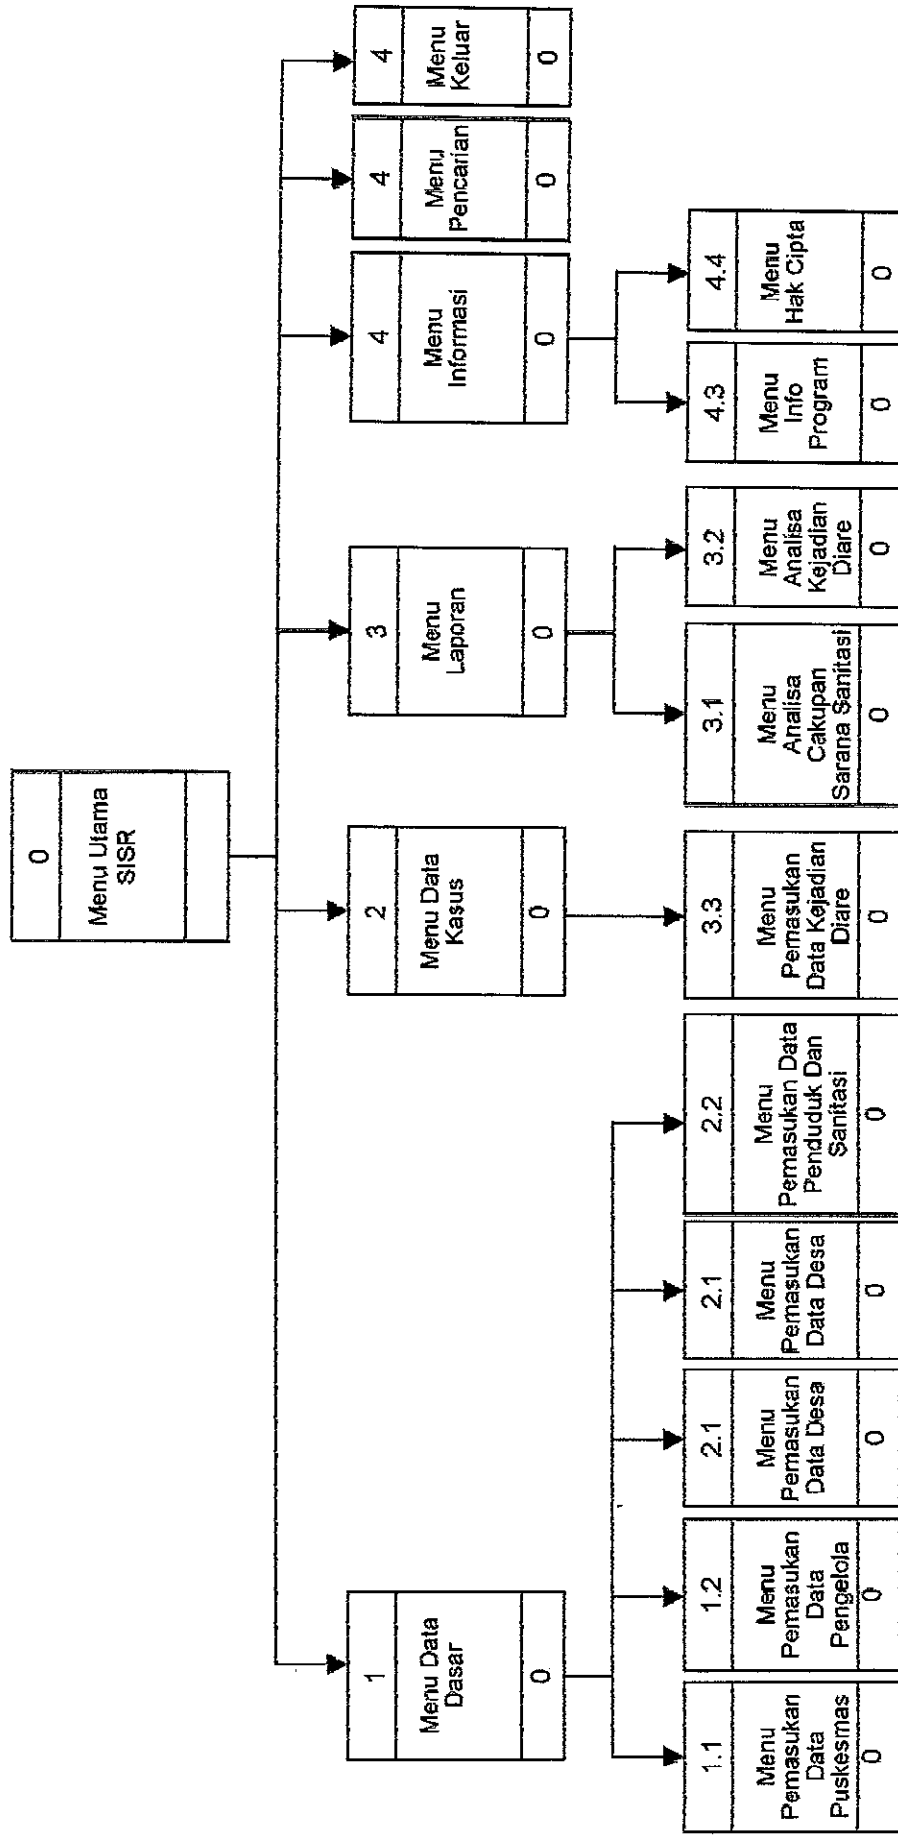 0
Menu Utama
SISR
1
Menu Data
Dasar
0
2
Menu Data
Kasus
0
3
Menu
Laporan
0
4
Menu
Informasi
0
4
Menu
Pencarian
0
4
Menu
Keluar
0
1.1
Menu
Pemasukan
Data
Puskesmas
0
1.2
Menu
Pemasukan
Data
Pengelola
0
2.1
Menu
Pemasukan
Data Desa
0
2.1
Menu
Pemasukan
Data Desa
0
2.2
Menu
Pemasukan Data
Penduduk Dan
Sanitasi
0
3.3
Menu
Pemasukan
Data Kejadian
Diare
0
3.1
Menu
Analisa
Cakupan
Sarana Sanitasi
0
3.2
Menu
Analisa
Kejadian
Diare
0
4.3
Menu
Info
Program
0
4.4
Menu
Hak Cipta
0